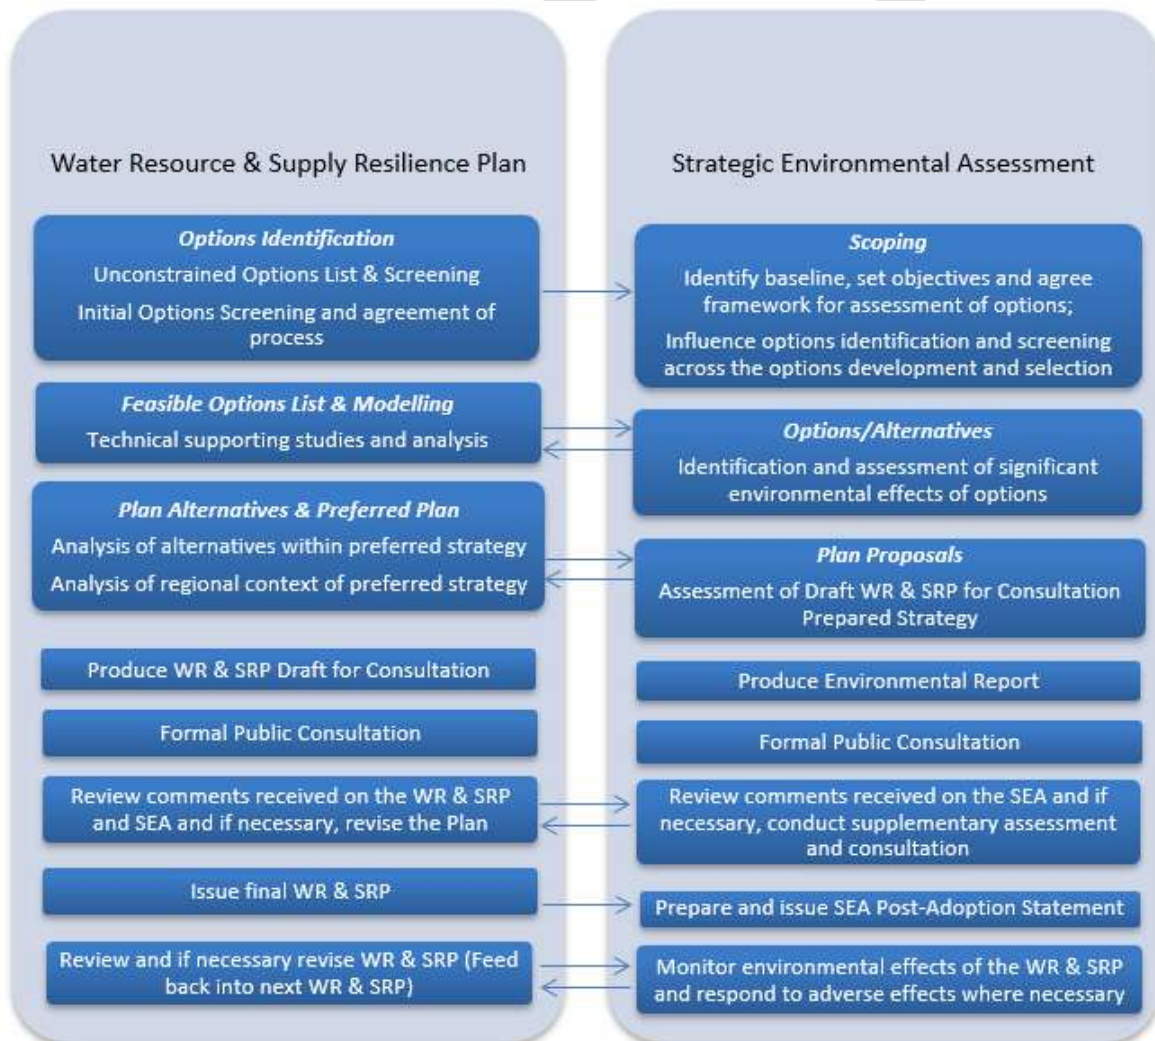 Water Resource & Supply Resilience Plan
Options Identification
Unconstrained Options List & Screening
Initial Options Screening and agreement of
process
Feasible Options List & Modelling
Technical supporting studies and analysis
Plan Alternatives & Preferred Plan
Analysis of alternatives within preferred strategy
Analysis of regional context of preferred strategy
Produce WR & SRP Draft for Consultation
Formal Public Consultation
Review comments received on the WR & SRP
and SEA and if necessary, revise the Plan
Issue final WR & SRP
Review and if necessary revise WR & SRP (Feed
back into next WR & SRP)
Strategic Environmental Assessment
Scoping
Identify baseline, set objectives and agree
framework for assessment of options;
Influence options identification and screening
across the options development and selection
Options/Alternatives
Identification and assessment of significant
environmental effects of options
Plan Proposals
Assessment of Draft WR & SRP for Consultation
Prepared Strategy
Produce Environmental Report
Formal Public Consultation
Review comments received on the SEA and if
necessary, conduct supplementary assessment
and consultation
Prepare and issue SEA Post-Adoption Statement
Monitor environmental effects of the WR & SRP
and respond to adverse effects where necessary